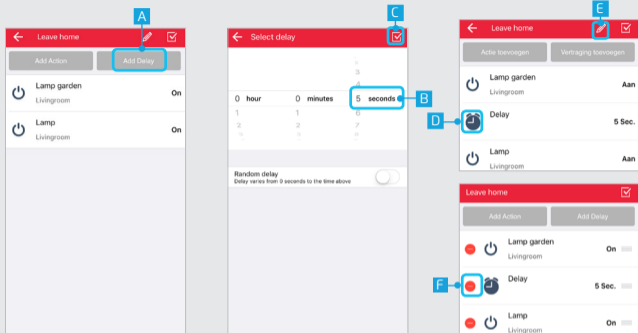 A
Leave home
Add Action
Add Delay
Lamp garden
Livingroom
On
Lamp
Livingroom
On
C
Select delay
3
4
0 hour
0 minutes
5 seconds
B
1
1
6
2
2
7
Random delay
Delay varies from 0 seconds to the time above
E
Leave home
Actie toevoegen
Vertraging toevoegen
Lamp garden
Livingroom
Aan
D
Delay
5 Sec.
Lamp
Livingroom
Aan
Leave home
Add Action
Add Delay
Lamp garden
Livingroom
On
F
Delay
5 Sec.
Lamp
Livingroom
On